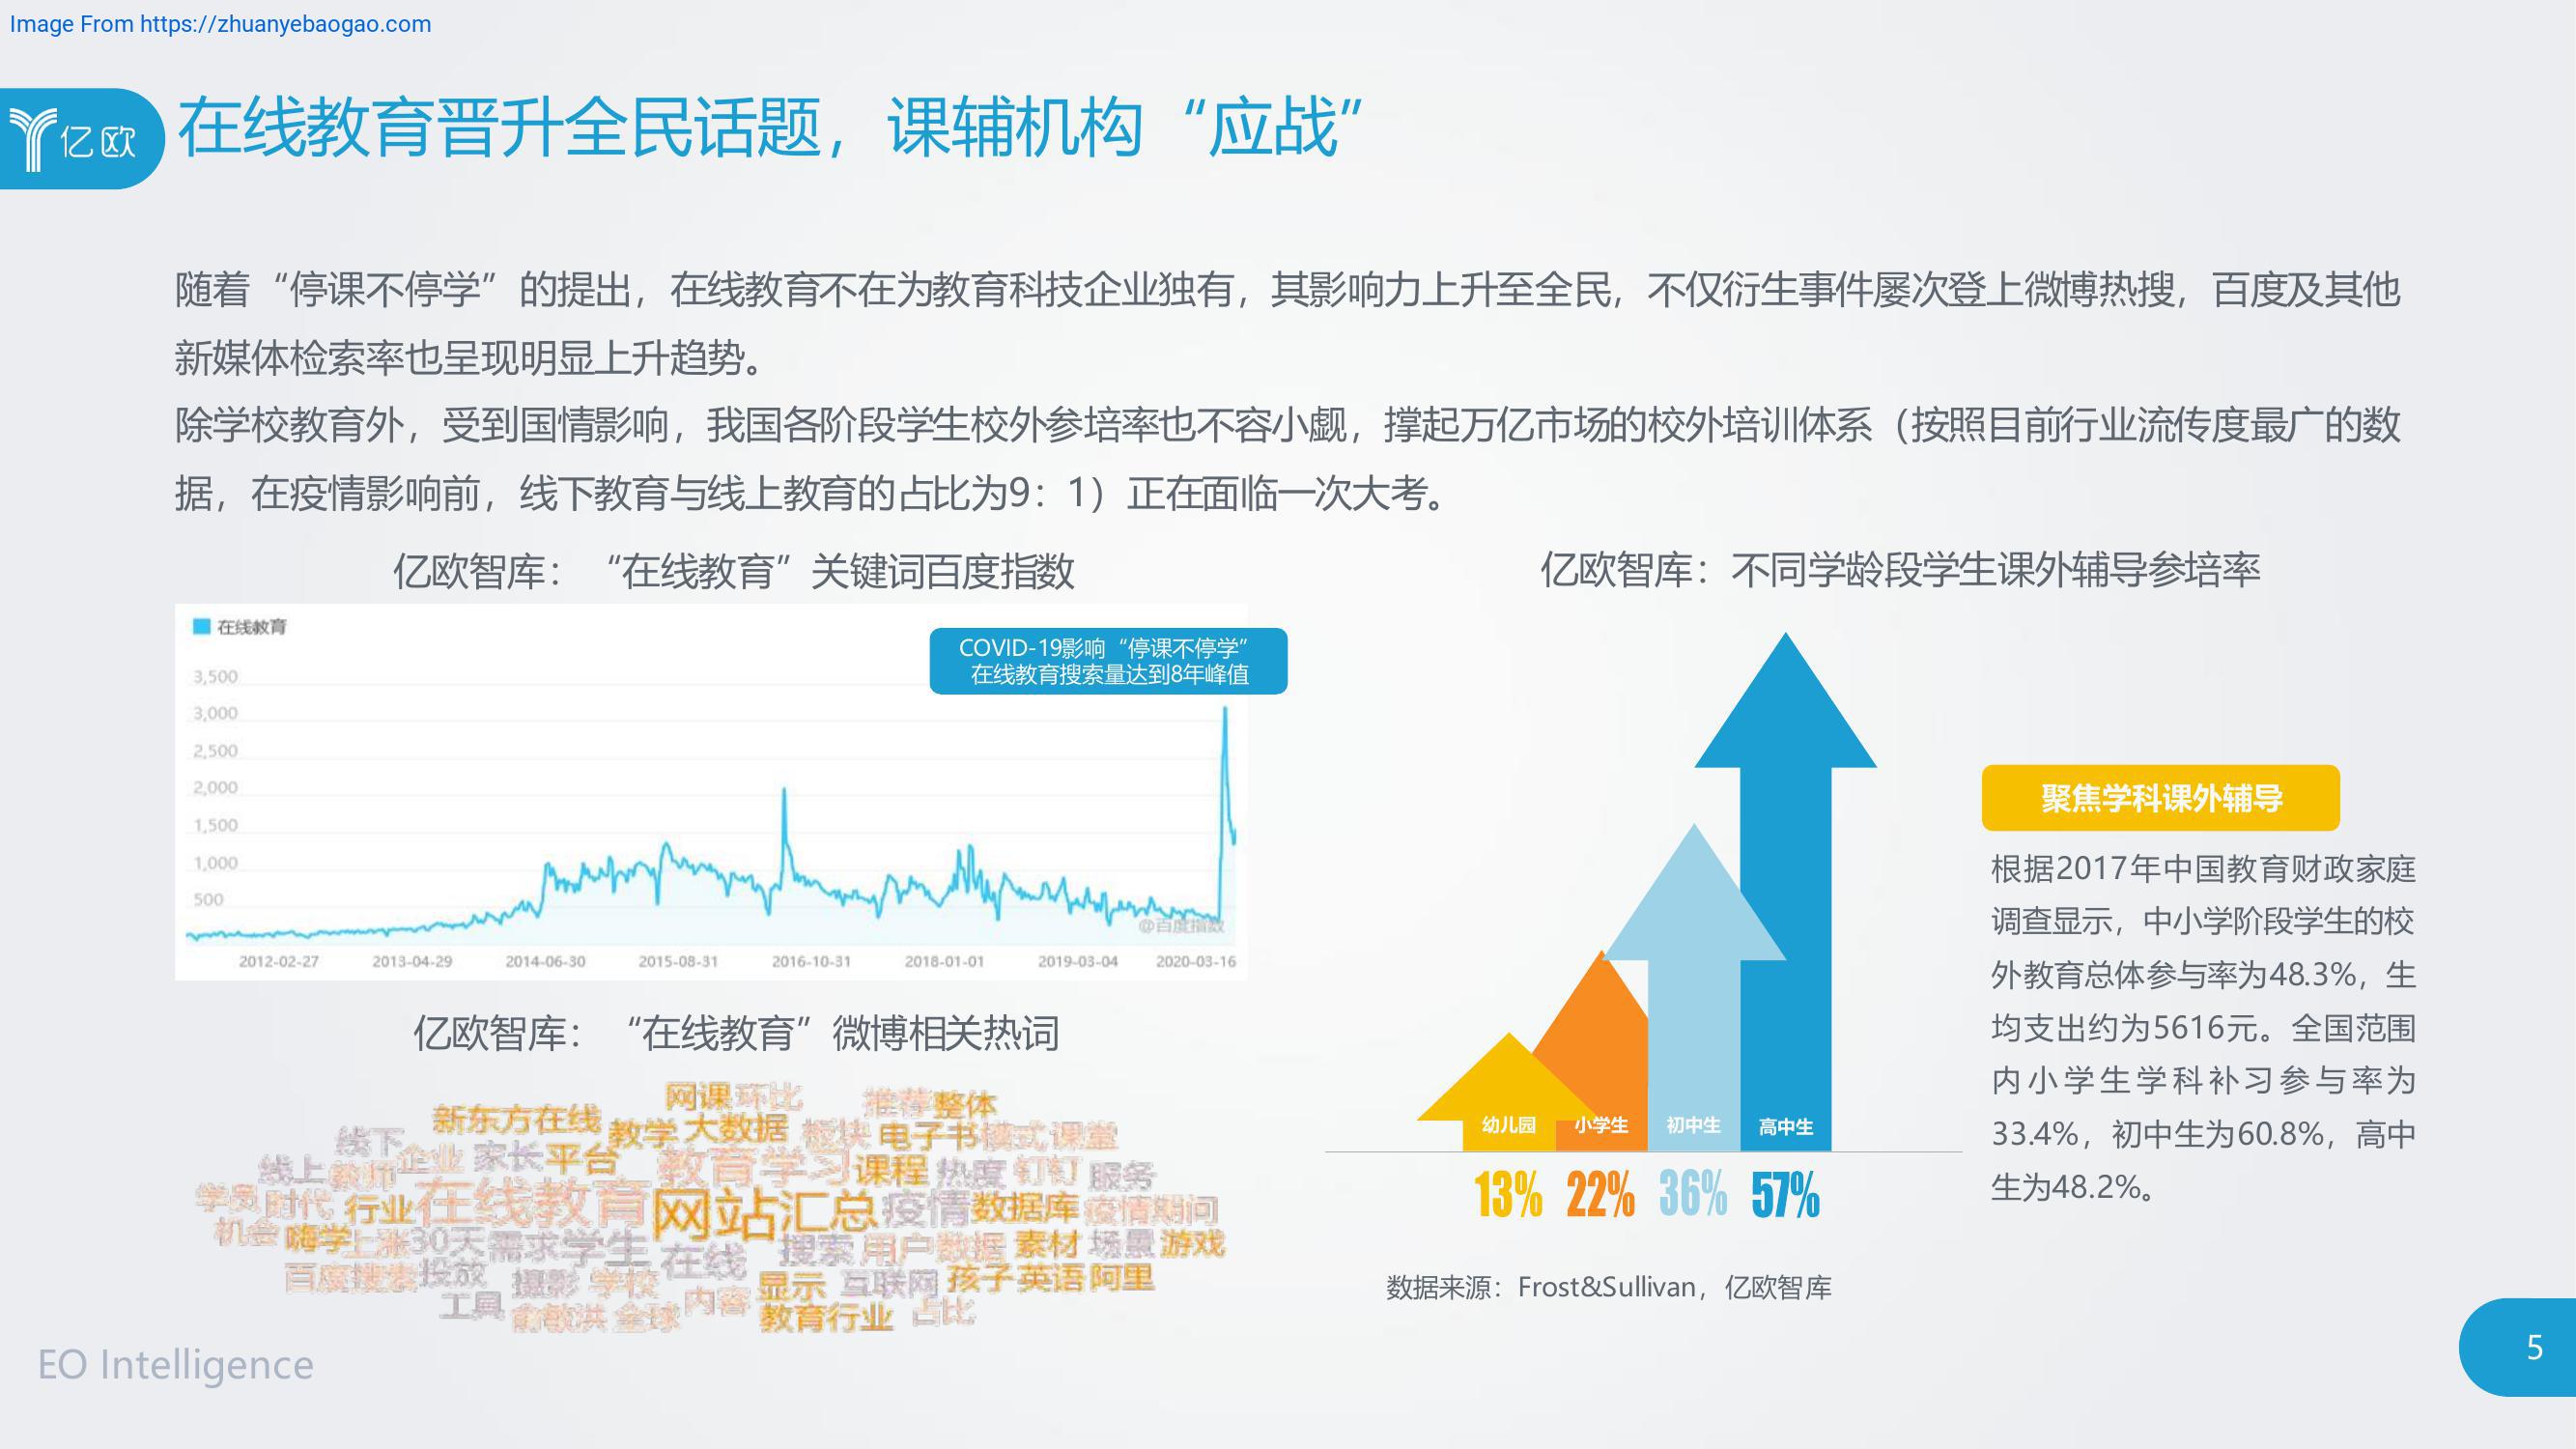 Image From https://zhuanyebaogao.com
亿欧
在线教育晋升全民话题，课辅机构“应战”
随着“停课不停学”的提出，在线教育不在为教育科技企业独有，其影响力上升至全民，不仅衍生事件屡次登上微博热搜，百度及其他
新媒体检索率也呈现明显上升趋势。
除学校教育外，受到国情影响，我国各阶段学生校外参培率也不容小觑，撑起万亿市场的校外培训体系（按照目前行业流传度最广的数
据，在疫情影响前，线下教育与线上教育的占比为9：1）正在面临一次大考。
亿欧智库：“在线教育”关键词百度指数
在线教育
COVID-19影响“停课不停学”
在线教育搜索量达到8年峰值
3,500
3,000
2,500
2,000
1,500
1,000
500
@百度指数
2012-02-27 2013-04-29 2014-06-30 2015-08-31 2016-10-31 2018-01-01 2019-03-04 2020-03-16
亿欧智库：“在线教育”微博相关热词
网课 环比 推荐 整体
新东方在线 教学 大数据 板块 电子书 模式 课堂
线下 企业 家长 平台 教育 学习 课程 热度 钉钉 服务
线上 教师
学员 时代 行业 在线教育 网站汇总 疫情 数据库 疫情期间
机会 嗨学 上涨 30天 需求 学生 在线 搜索 用户 数据 素材 场景 游戏
百度搜索 投放 摄影 学校 显示 互联网 孩子 英语 阿里
工具 俞敏洪 全球 内容 教育行业 占比
亿欧智库：不同学龄段学生课外辅导参培率
幼儿园 小学生 初中生 高中生
13% 22% 36% 57%
数据来源：Frost&Sullivan，亿欧智库
聚焦学科课外辅导
根据2017年中国教育财政家庭
调查显示，中小学阶段学生的校
外教育总体参与率为48.3%，生
均支出约为5616元。全国范围
内小学生学科补习参与率为
33.4%，初中生为60.8%，高中
生为48.2%。
EO Intelligence
5